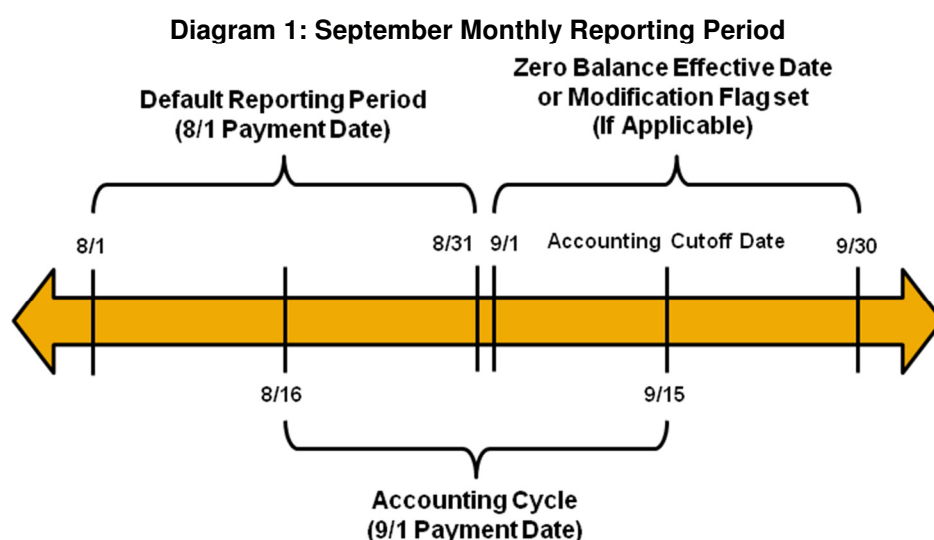 Diagram 1: September Monthly Reporting Period
Default Reporting Period
(8/1 Payment Date)
Zero Balance Effective Date
or Modification Flag set
(If Applicable)
8/1
8/31
9/1
Accounting Cutoff Date
9/30
8/16
9/15
Accounting Cycle
(9/1 Payment Date)